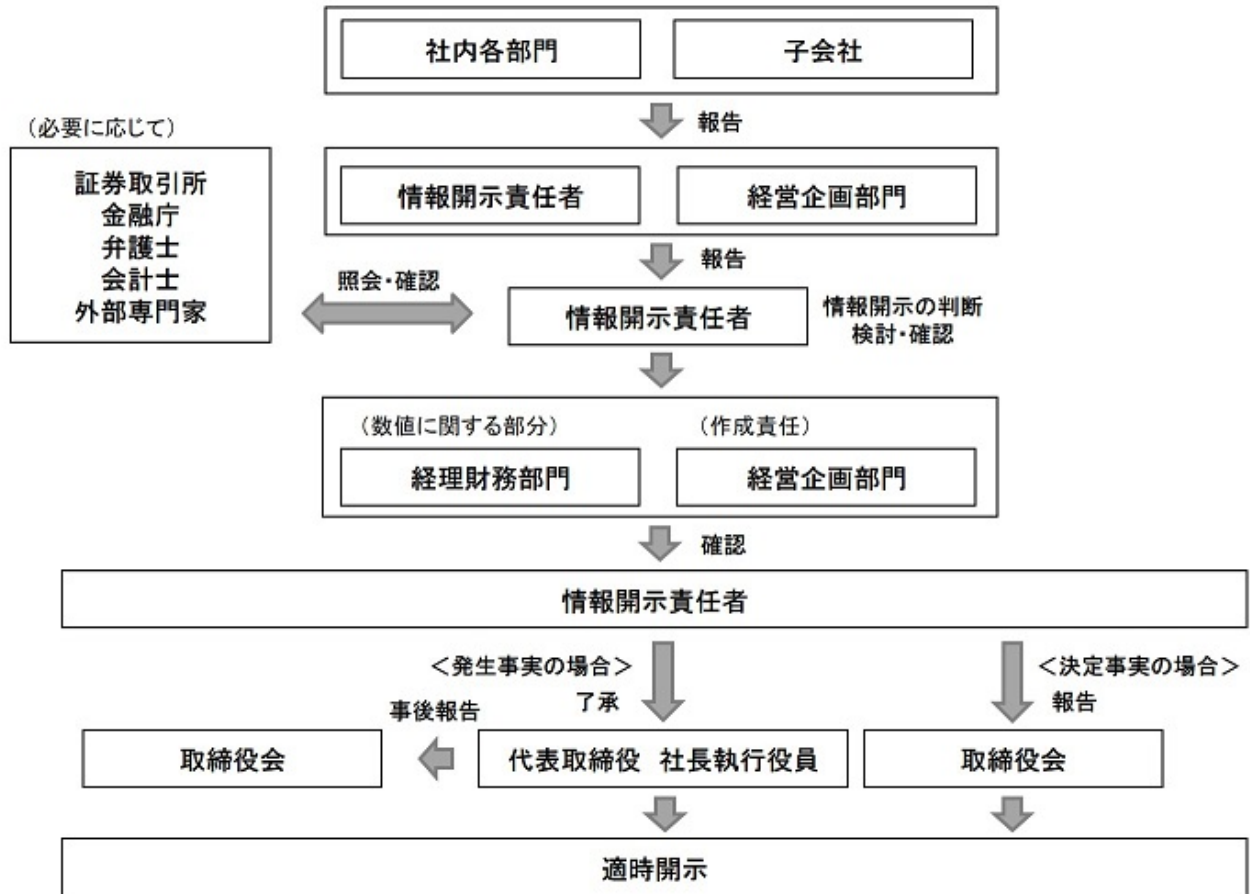 社内各部門
子会社
報告
（必要に応じて）
証券取引所
金融庁
弁護士
会計士
外部専門家
情報開示責任者
経営企画部門
報告
照会・確認
情報開示責任者
情報開示の判断
検討・確認
（数値に関する部分）
（作成責任）
経理財務部門
経営企画部門
確認
情報開示責任者
＜発生事実の場合＞
了承
＜決定事実の場合＞
報告
事後報告
取締役会
代表取締役 社長執行役員
取締役会
適時開示